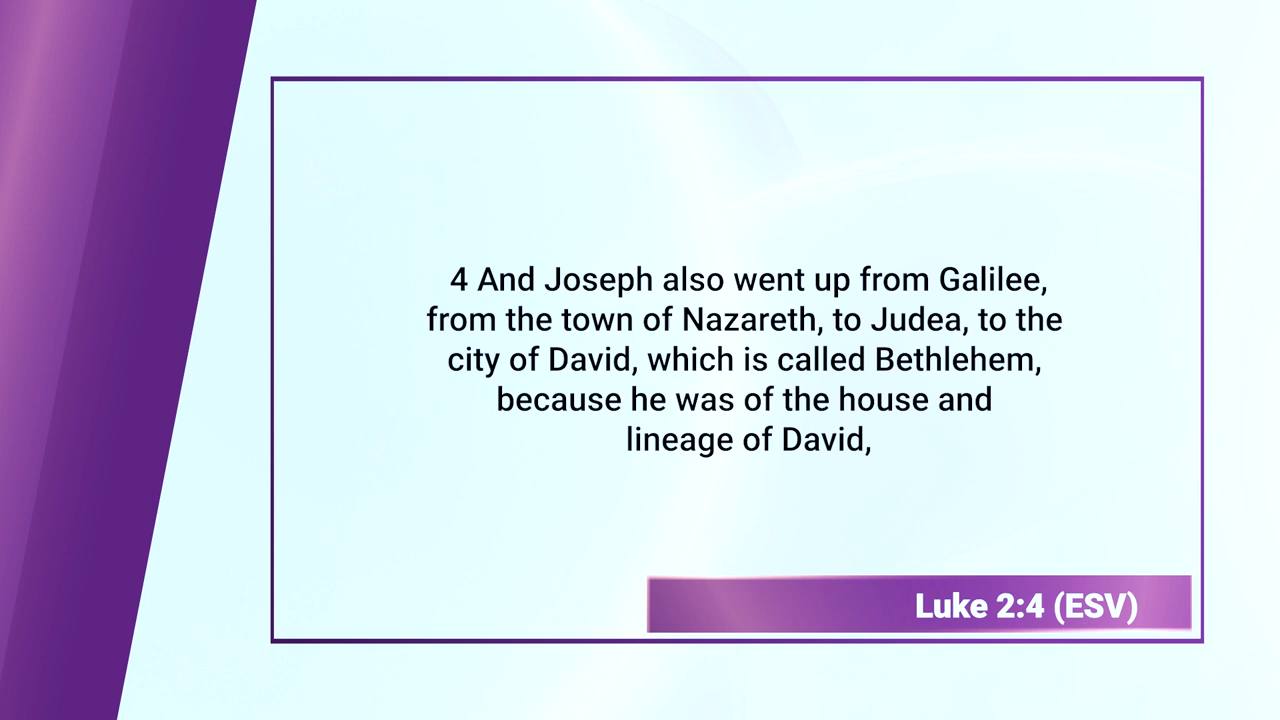 4 And Joseph also went up from Galilee,
from the town of Nazareth, to Judea, to the
city of David, which is called Bethlehem,
because he was of the house and
lineage of David,
Luke 2:4 (ESV)